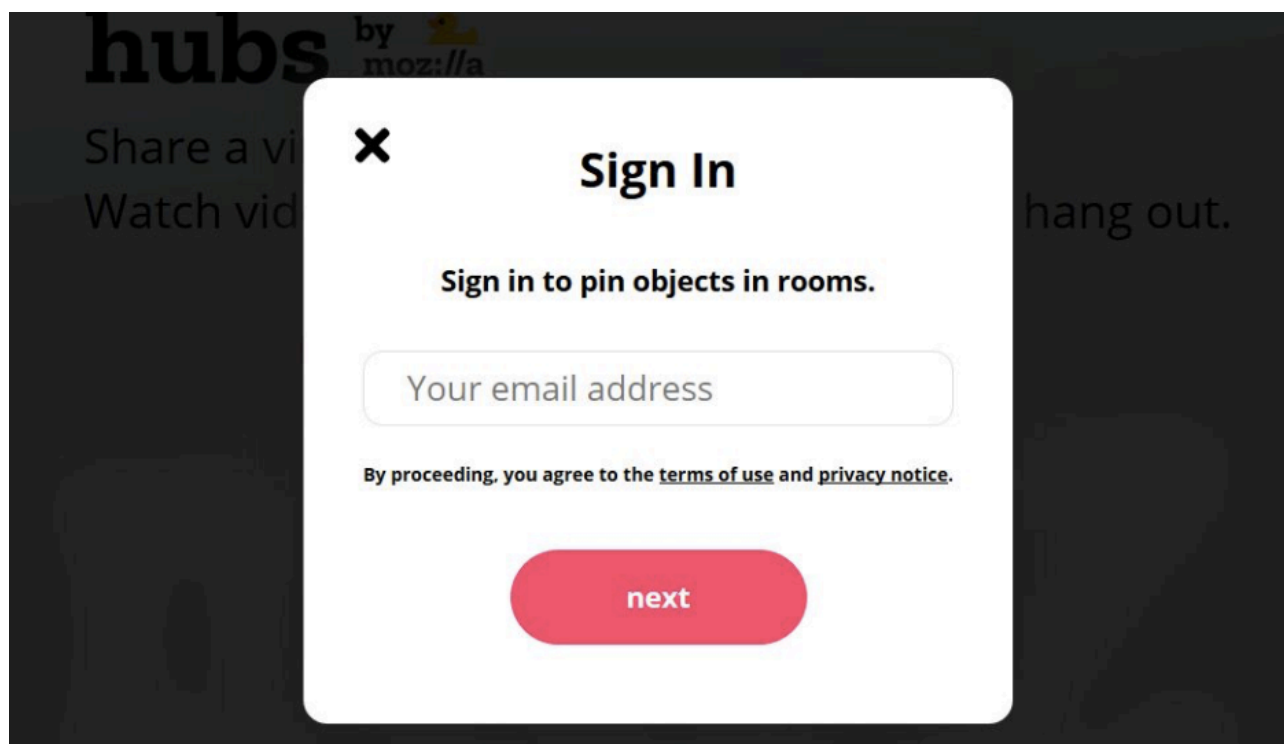 hubs by
moz://a
Share a vi
Watch vid hang out.
Sign In
Sign in to pin objects in rooms.
Your email address
By proceeding, you agree to the terms of use and privacy notice.
next